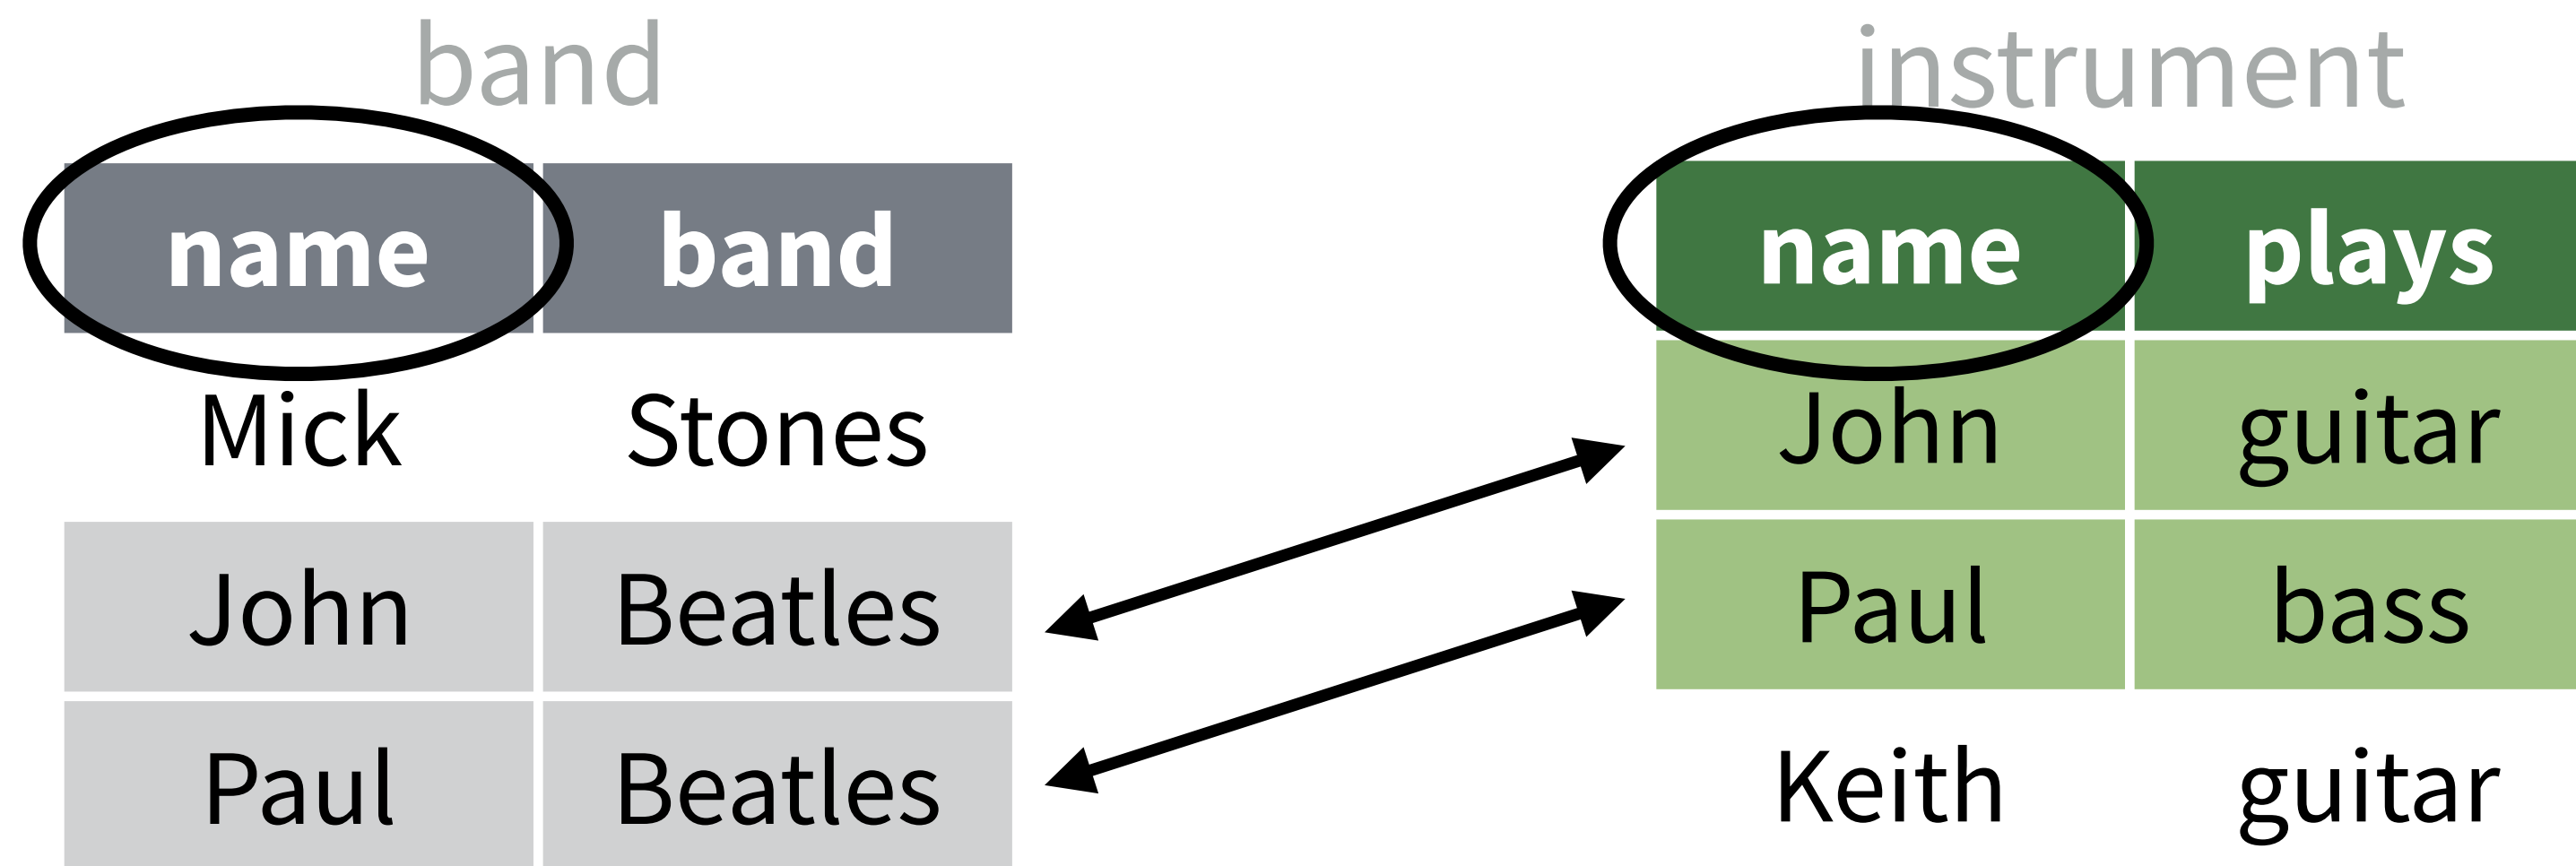 band
name band
Mick Stones
John Beatles
Paul Beatles
instrument
name plays
John guitar
Paul bass
Keith guitar